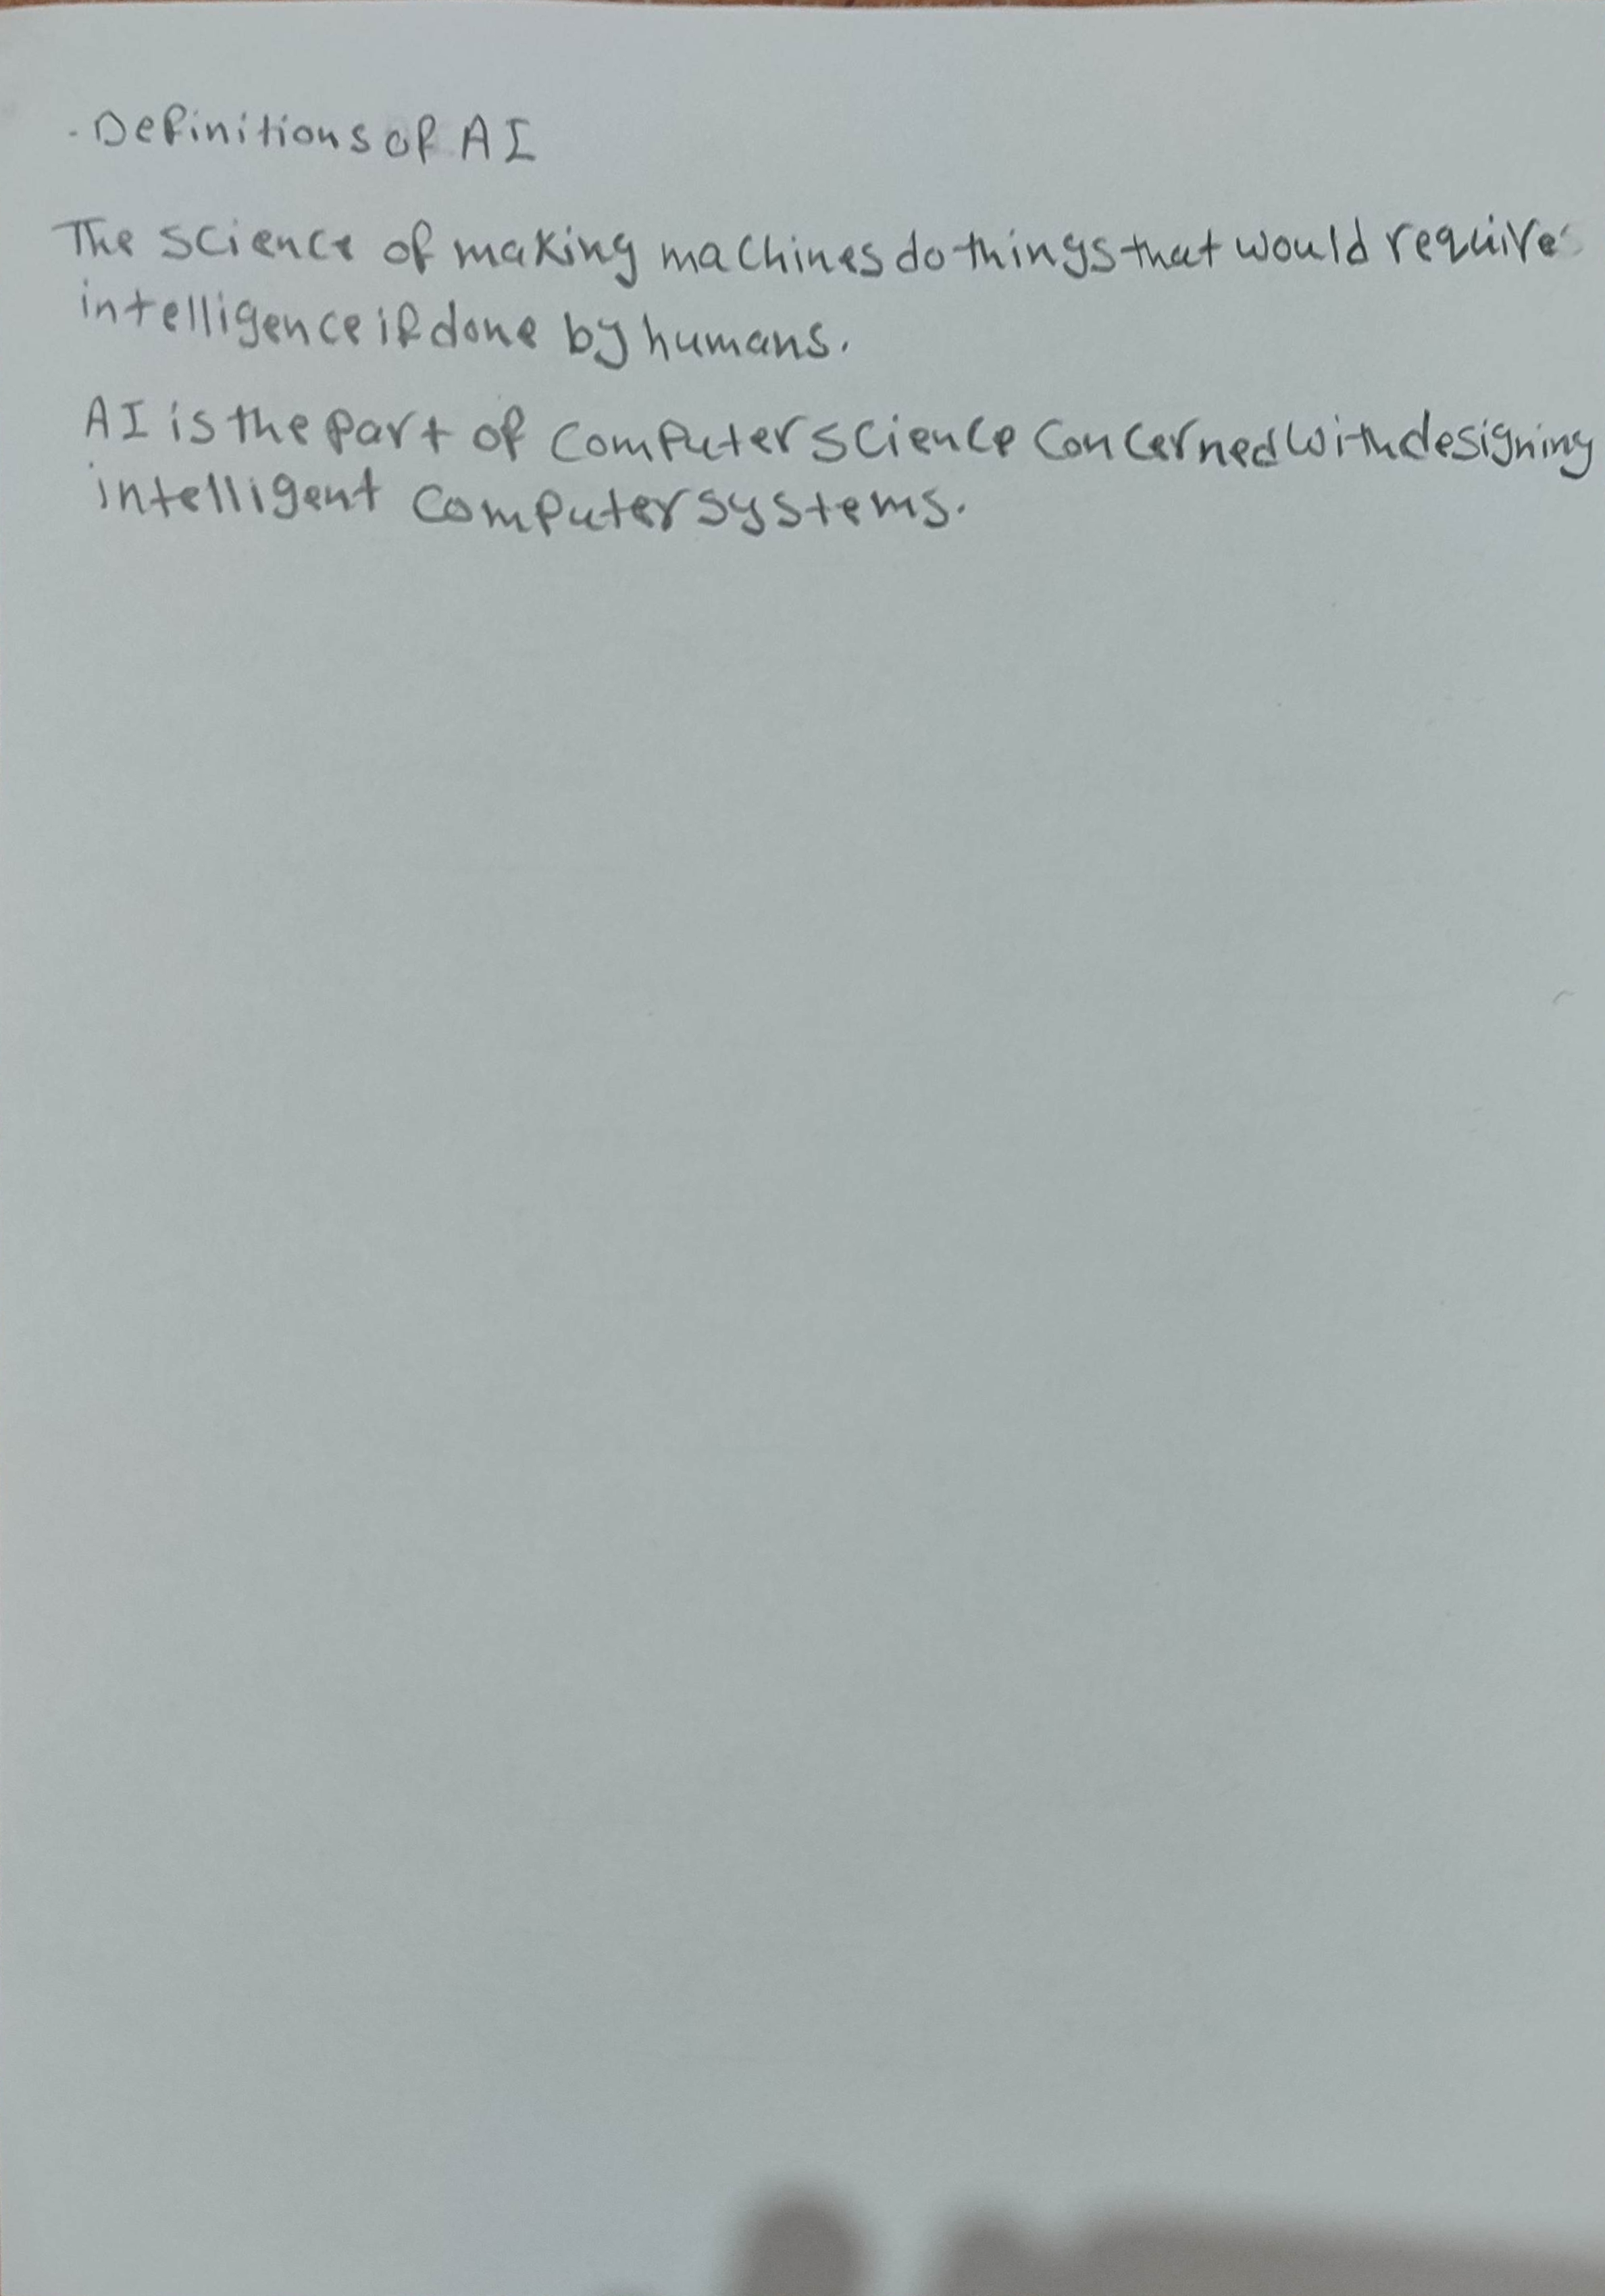 - Definitions of AI
The science of making machines do things that would require
intelligence if done by humans.
AI is the part of computer science concerned with designing
intelligent computer systems.